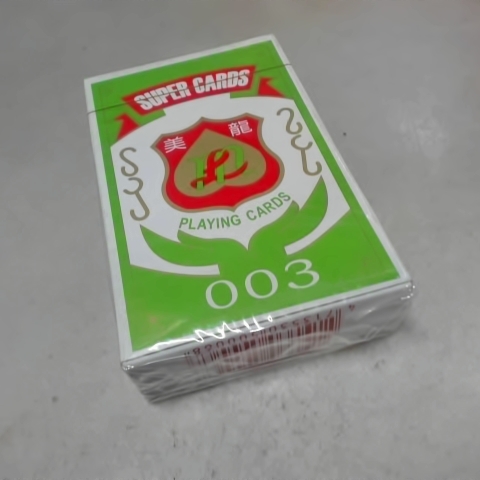 SUPER CARDS
美龍
PLAYING CARDS
003